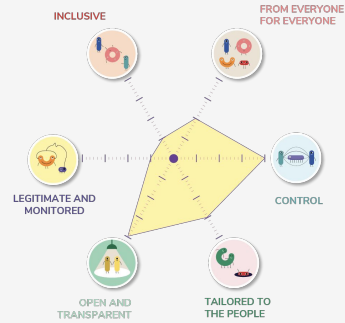 FROM EVERYONE
FOR EVERYONE
INCLUSIVE
CONTROL
LEGITIMATE AND
MONITORED
OPEN AND
TRANSPARENT
TAILORED TO
THE PEOPLE